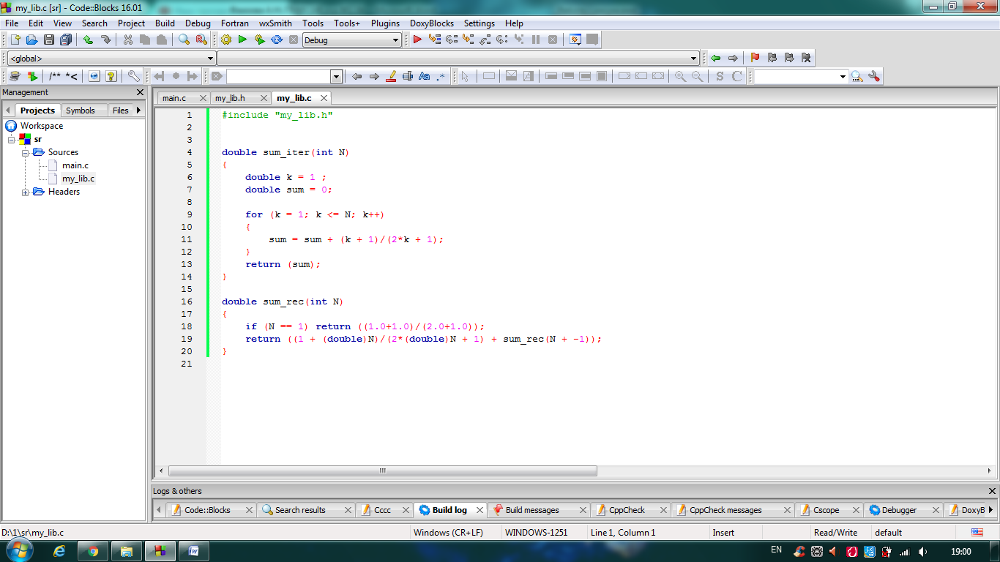 my_lib.c [sr] - Code::Blocks 16.01
File Edit View Search Project Build Debug Fortran wxSmith Tools Tools+ Plugins DoxyBlocks Settings Help
Debug
<global>
/** *<
Aa .*
S C
Management
main.c my_lib.h my_lib.c
Projects Symbols Files
Workspace
sr
Sources
main.c
my_lib.c
Headers
1 #include "my_lib.h"
2
3
4 double sum_iter(int N)
5 {
6 double k = 1 ;
7 double sum = 0;
8
9 for (k = 1; k <= N; k++)
10 {
11 sum = sum + (k + 1)/(2*k + 1);
12 }
13 return (sum);
14 }
15
16 double sum_rec(int N)
17 {
18 if (N == 1) return ((1.0+1.0)/(2.0+1.0));
19 return ((1 + (double)N)/(2*(double)N + 1) + sum_rec(N + -1));
20 }
21
Logs & others
Code::Blocks Search results Cccc Build log Build messages CppCheck CppCheck messages Cscope Debugger DoxyB
D:\1\sr\my_lib.c Windows (CR+LF) WINDOWS-1251 Line 1, Column 1 Insert Read/Write default
EN 19:00